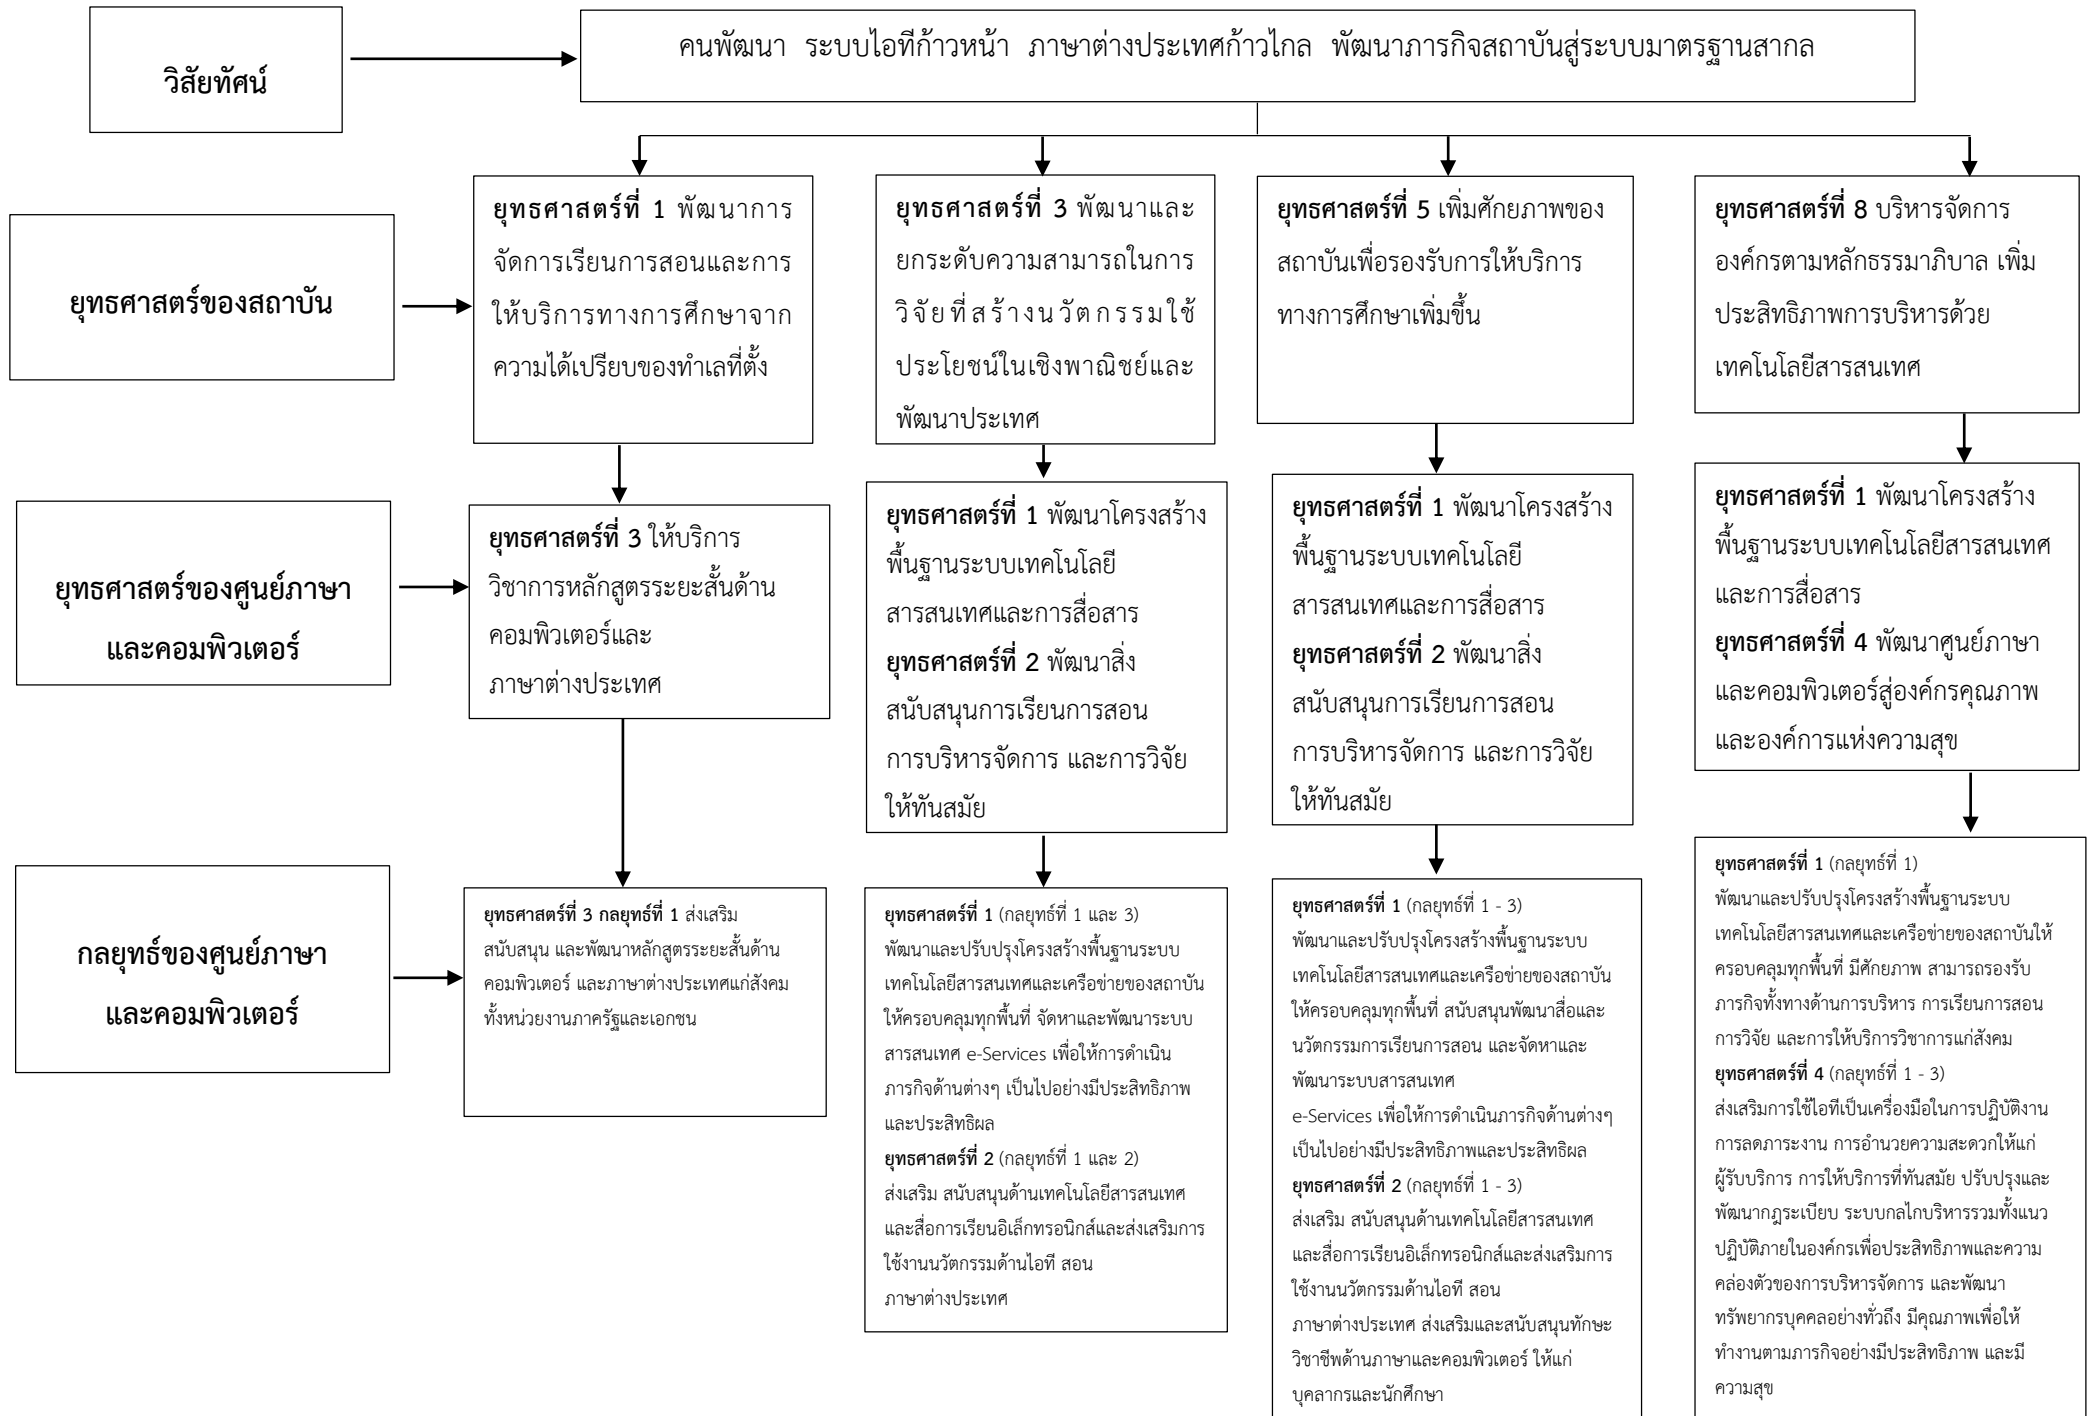 วิสัยทัศน์
คนพัฒนา ระบบไอทีก้าวหน้า ภาษาต่างประเทศก้าวไกล พัฒนาภารกิจสถาบันสู่ระบบมาตรฐานสากล
ยุทธศาสตร์ของสถาบัน
ยุทธศาสตร์ที่ 1 พัฒนาการ
จัดการเรียนการสอนและการ
ให้บริการทางการศึกษาจาก
ความได้เปรียบของทำเลที่ตั้ง
ยุทธศาสตร์ที่ 3 พัฒนาและ
ยกระดับความสามารถในการ
วิจัยที่สร้างนวัตกรรมใช้
ประโยชน์ในเชิงพาณิชย์และ
พัฒนาประเทศ
ยุทธศาสตร์ที่ 5 เพิ่มศักยภาพของ
สถาบันเพื่อรองรับการให้บริการ
ทางการศึกษาเพิ่มขึ้น
ยุทธศาสตร์ที่ 8 บริหารจัดการ
องค์กรตามหลักธรรมาภิบาล เพิ่ม
ประสิทธิภาพการบริหารด้วย
เทคโนโลยีสารสนเทศ
ยุทธศาสตร์ของศูนย์ภาษา
และคอมพิวเตอร์
ยุทธศาสตร์ที่ 3 ให้บริการ
วิชาการหลักสูตรระยะสั้นด้าน
คอมพิวเตอร์และ
ภาษาต่างประเทศ
ยุทธศาสตร์ที่ 1 พัฒนาโครงสร้าง
พื้นฐานระบบเทคโนโลยี
สารสนเทศและการสื่อสาร
ยุทธศาสตร์ที่ 2 พัฒนาสิ่ง
สนับสนุนการเรียนการสอน
การบริหารจัดการ และการวิจัย
ให้ทันสมัย
ยุทธศาสตร์ที่ 1 พัฒนาโครงสร้าง
พื้นฐานระบบเทคโนโลยี
สารสนเทศและการสื่อสาร
ยุทธศาสตร์ที่ 2 พัฒนาสิ่ง
สนับสนุนการเรียนการสอน
การบริหารจัดการ และการวิจัย
ให้ทันสมัย
ยุทธศาสตร์ที่ 1 พัฒนาโครงสร้าง
พื้นฐานระบบเทคโนโลยีสารสนเทศ
และการสื่อสาร
ยุทธศาสตร์ที่ 4 พัฒนาศูนย์ภาษา
และคอมพิวเตอร์สู่องค์กรคุณภาพ
และองค์การแห่งความสุข
กลยุทธ์ของศูนย์ภาษา
และคอมพิวเตอร์
ยุทธศาสตร์ที่ 3 กลยุทธ์ที่ 1 ส่งเสริม
สนับสนุน และพัฒนาหลักสูตรระยะสั้นด้าน
คอมพิวเตอร์ และภาษาต่างประเทศแก่สังคม
ทั้งหน่วยงานภาครัฐและเอกชน
ยุทธศาสตร์ที่ 1 (กลยุทธ์ที่ 1 และ 3)
พัฒนาและปรับปรุงโครงสร้างพื้นฐานระบบ
เทคโนโลยีสารสนเทศและเครือข่ายของสถาบัน
ให้ครอบคลุมทุกพื้นที่ จัดหาและพัฒนาระบบ
สารสนเทศ e-Services เพื่อให้การดำเนิน
ภารกิจด้านต่างๆ เป็นไปอย่างมีประสิทธิภาพ
และประสิทธิผล
ยุทธศาสตร์ที่ 2 (กลยุทธ์ที่ 1 และ 2)
ส่งเสริม สนับสนุนด้านเทคโนโลยีสารสนเทศ
และสื่อการเรียนอิเล็กทรอนิกส์และส่งเสริมการ
ใช้งานนวัตกรรมด้านไอที สอน
ภาษาต่างประเทศ
ยุทธศาสตร์ที่ 1 (กลยุทธ์ที่ 1 - 3)
พัฒนาและปรับปรุงโครงสร้างพื้นฐานระบบ
เทคโนโลยีสารสนเทศและเครือข่ายของสถาบัน
ให้ครอบคลุมทุกพื้นที่ สนับสนุนพัฒนาสื่อและ
นวัตกรรมการเรียนการสอน และจัดหาและ
พัฒนาระบบสารสนเทศ
e-Services เพื่อให้การดำเนินภารกิจด้านต่างๆ
เป็นไปอย่างมีประสิทธิภาพและประสิทธิผล
ยุทธศาสตร์ที่ 2 (กลยุทธ์ที่ 1 - 3)
ส่งเสริม สนับสนุนด้านเทคโนโลยีสารสนเทศ
และสื่อการเรียนอิเล็กทรอนิกส์และส่งเสริมการ
ใช้งานนวัตกรรมด้านไอที สอน
ภาษาต่างประเทศ ส่งเสริมและสนับสนุนทักษะ
วิชาชีพด้านภาษาและคอมพิวเตอร์ ให้แก่
บุคลากรและนักศึกษา
ยุทธศาสตร์ที่ 1 (กลยุทธ์ที่ 1)
พัฒนาและปรับปรุงโครงสร้างพื้นฐานระบบ
เทคโนโลยีสารสนเทศและเครือข่ายของสถาบันให้
ครอบคลุมทุกพื้นที่ มีศักยภาพ สามารถรองรับ
ภารกิจทั้งทางด้านการบริหาร การเรียนการสอน
การวิจัย และการให้บริการวิชาการแก่สังคม
ยุทธศาสตร์ที่ 4 (กลยุทธ์ที่ 1 - 3)
ส่งเสริมการใช้ไอทีเป็นเครื่องมือในการปฏิบัติงาน
การลดภาระงาน การอำนวยความสะดวกให้แก่
ผู้รับบริการ การให้บริการที่ทันสมัย ปรับปรุงและ
พัฒนากฎระเบียบ ระบบกลไกบริหารรวมทั้งแนว
ปฏิบัติภายในองค์กรเพื่อประสิทธิภาพและความ
คล่องตัวของการบริหารจัดการ และพัฒนา
ทรัพยากรบุคคลอย่างทั่วถึง มีคุณภาพเพื่อให้
ทำงานตามภารกิจอย่างมีประสิทธิภาพ และมี
ความสุข